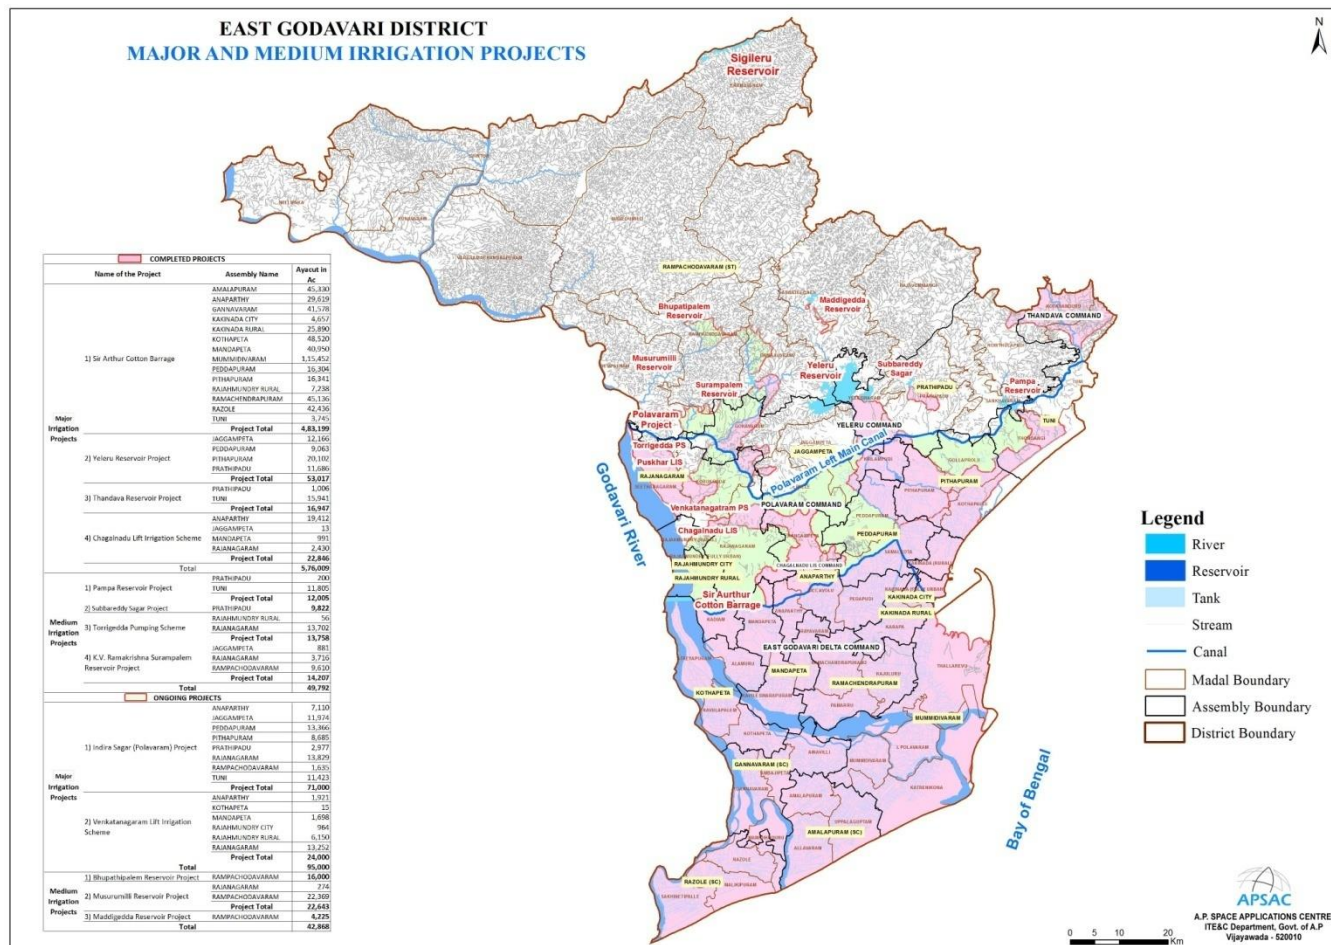 EAST GODAVARI DISTRICT
MAJOR AND MEDIUM IRRIGATION PROJECTS
N
COMPLETED PROJECTS
Name of the Project Assembly Name Ayacut in Ac
Major Irrigation Projects
1) Sir Arthur Cotton Barrage
AMALAPURAM 45,330
ANAPARTHY 29,619
GANNAVARAM 41,578
KAKINADA CITY 4,657
KAKINADA RURAL 25,890
KOTHAPETA 48,520
MANDAPETA 40,950
MUMMIDIVARAM 1,15,452
PEDDAPURAM 16,304
PITHAPURAM 16,341
RAJAHMUNDRY RURAL 7,238
RAMACHENDRAPURAM 45,136
RAZOLE 42,436
TUNI 3,745
Project Total 4,83,199
2) Yeleru Reservoir Project
JAGGAMPETA 12,166
PEDDAPURAM 9,063
PITHAPURAM 20,102
PRATHIPADU 11,686
Project Total 53,017
3) Thandava Reservoir Project
PRATHIPADU 1,006
TUNI 15,941
Project Total 16,947
4) Chagalnadu Lift Irrigation Scheme
ANAPARTHY 19,412
JAGGAMPETA 13
MANDAPETA 991
RAJANAGARAM 2,430
Project Total 22,846
Total 5,76,009
Medium Irrigation Projects
1) Pampa Reservoir Project
PRATHIPADU 200
TUNI 11,805
Project Total 12,005
2) Subbareddy Sagar Project PRATHIPADU 9,822
3) Torrigedda Pumping Scheme
RAJAHMUNDRY RURAL 56
RAJANAGARAM 13,702
Project Total 13,758
4) K.V. Ramakrishna Surampalem Reservoir Project
JAGGAMPETA 881
RAJANAGARAM 3,716
RAMPACHODAVARAM 9,610
Project Total 14,207
Total 49,792
ONGOING PROJECTS
Major Irrigation Projects
1) Indira Sagar (Polavaram) Project
ANAPARTHY 7,110
JAGGAMPETA 11,974
PEDDAPURAM 13,366
PITHAPURAM 8,685
PRATHIPADU 2,977
RAJANAGARAM 13,829
RAMPACHODAVARAM 1,635
TUNI 11,423
Project Total 71,000
2) Venkatanagaram Lift Irrigation Scheme
ANAPARTHY 1,921
KOTHAPETA 15
MANDAPETA 1,698
RAJAHMUNDRY CITY 964
RAJAHMUNDRY RURAL 6,150
RAJANAGARAM 13,252
Project Total 24,000
Total 95,000
Medium Irrigation Projects
1) Bhupathipalem Reservoir Project RAMPACHODAVARAM 16,000
2) Musurumilli Reservoir Project
RAJANAGARAM 274
RAMPACHODAVARAM 22,369
Project Total 22,643
3) Maddigedda Reservoir Project RAMPACHODAVARAM 4,225
Total 42,868
Sigileru
Reservoir
RAMPACHODAVARAM (ST)
Bhupatipalem
Reservoir
Maddigedda
Reservoir
THANDAVA COMMAND
Musurumilli
Reservoir
Yeleru
Reservoir
Subbareddy
Sagar
Surampalem
Reservoir
PRATHIPADU
Pampa
Reservoir
Polavaram
Project
TUNI
YELERU COMMAND
Torrigedda PS
JAGGAMPETA
Puskhar LIS
RAJANAGARAM
Polavaram Left Main Canal
PITHAPURAM
Godavari River
POLAVARAM COMMAND
Venkatanagatram PS
Chagalnadu LIS
PEDDAPURAM
RAJAHMUNDRY CITY
CHAGALNADU LIS COMMAND
RAJAHMUNDRY RURAL
ANAPARTHY
Sir Aurthur
Cotton Barrage
KAKINADA CITY
KAKINADA RURAL
EAST GODAVARI DELTA COMMAND
THALLAREVU
MANDAPETA
RAMACHENDRAPURAM
KOTHAPETA
MUMMIDIVARAM
GANNAVARAM (SC)
AMALAPURAM (SC)
RAZOLE (SC)
Bay of Bengal
Legend
River
Reservoir
Tank
Stream
Canal
Madal Boundary
Assembly Boundary
District Boundary
APSAC
A.P. SPACE APPLICATIONS CENTRE
ITE&C Department, Govt. of A.P
Vijayawada - 520010
0 5 10 20
Km